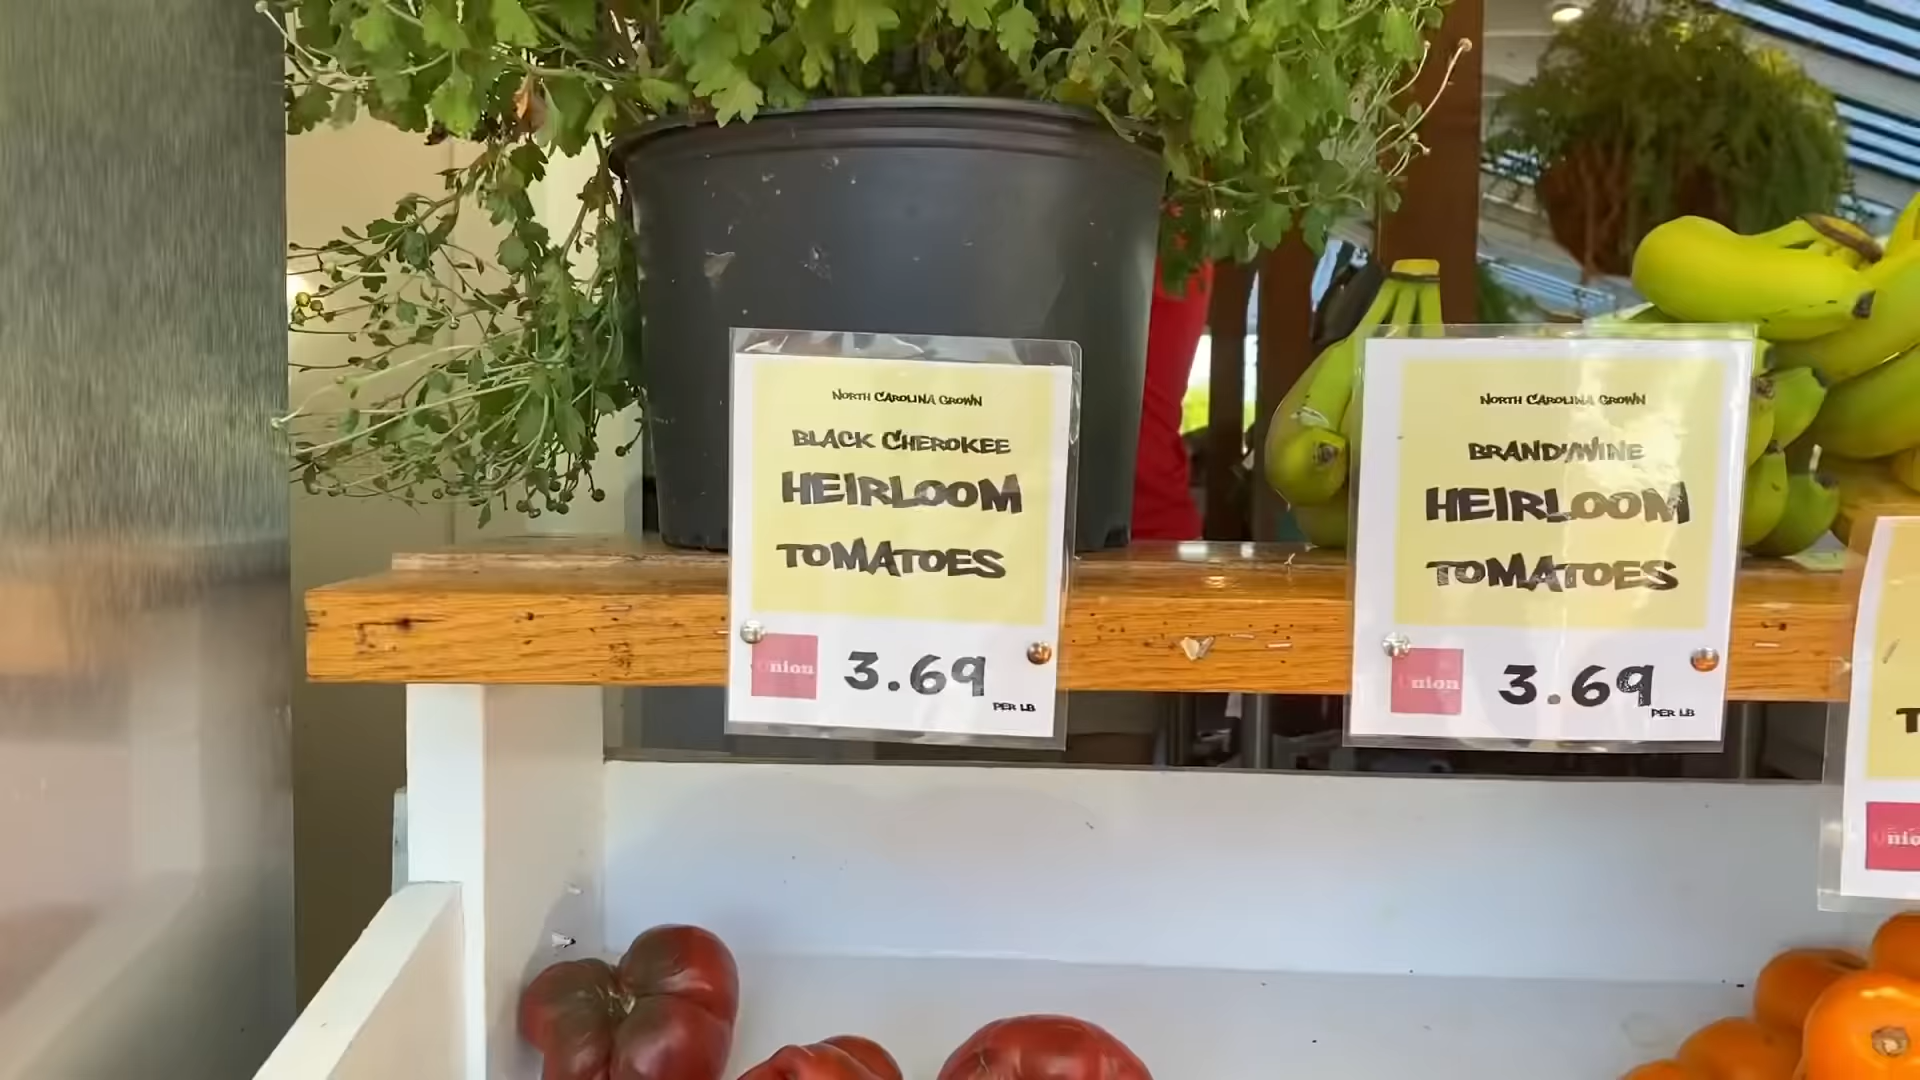 NORTH CAROLINA GROWN
BLACK CHEROKEE
HEIRLOOM
TOMATOES
Union
3.69
PER LB
NORTH CAROLINA GROWN
BRANDYWINE
HEIRLOOM
TOMATOES
Union
3.69
PER LB
T
Unio